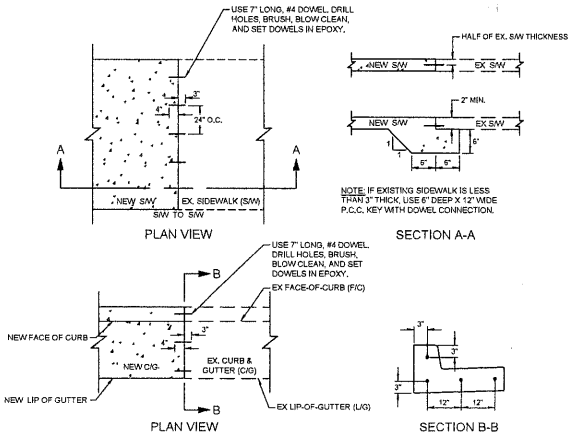 USE 7" LONG, #4 DOWEL, DRILL
HOLES, BRUSH, BLOW CLEAN,
AND SET DOWELS IN EPOXY.
3"
4"
24" O.C.
A
A
NEW S/W
EX. SIDEWALK (S/W)
S/W TO S/W
PLAN VIEW
HALF OF EX. S/W THICKNESS
NEW S/W
EX S/W
2" MIN.
NEW S/W
EX S/W
1
1
6"
6"
6"
NOTE: IF EXISTING SIDEWALK IS LESS
THAN 3" THICK, USE 6" DEEP X 12" WIDE
P.C.C. KEY WITH DOWEL CONNECTION.
SECTION A-A
B
USE 7" LONG, #4 DOWEL.
DRILL HOLES, BRUSH,
BLOW CLEAN, AND SET
DOWELS IN EPOXY.
EX FACE-OF-CURB (F/C)
NEW FACE OF CURB
3"
4"
NEW C/G
EX. CURB &
GUTTER (C/G)
NEW LIP OF GUTTER
B
EX LIP-OF-GUTTER (L/G)
PLAN VIEW
3"
3"
3"
12"
12"
SECTION B-B